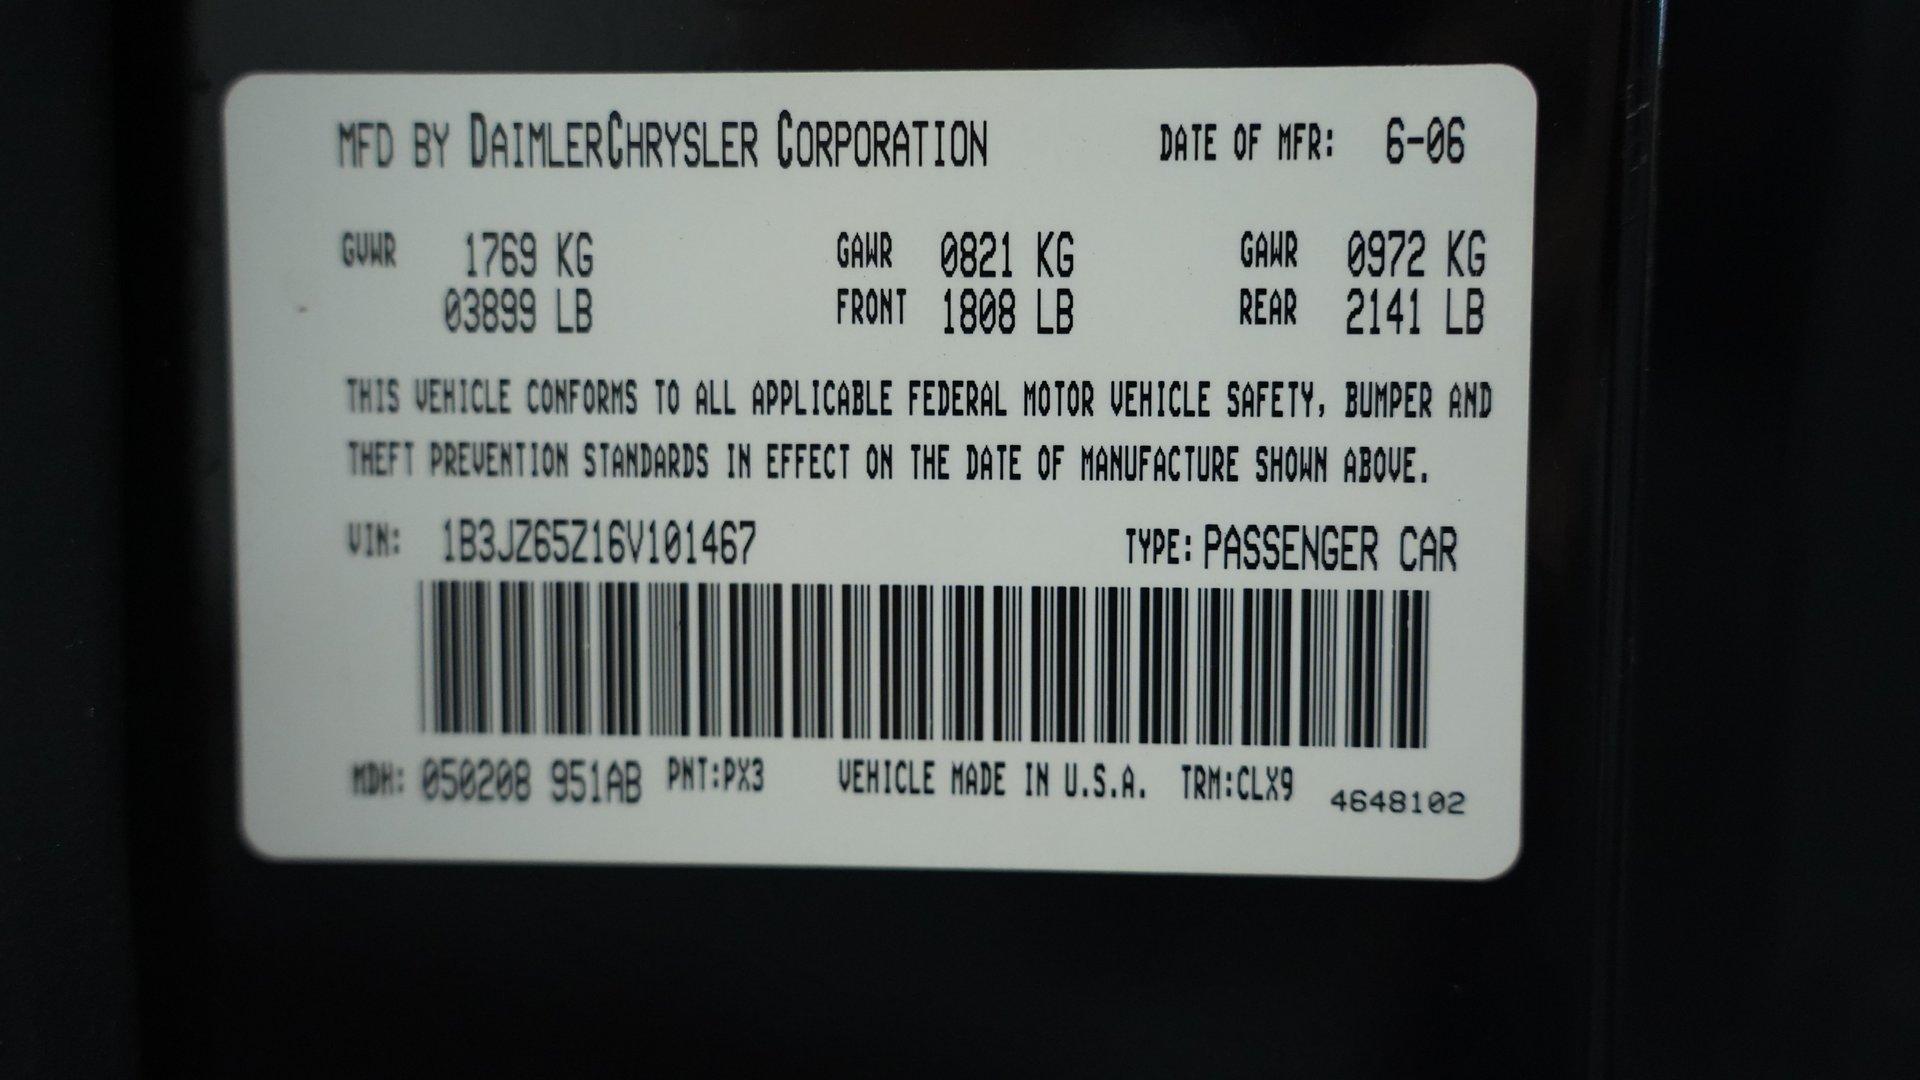 MFD BY DAIMLERCHRYSLER CORPORATION DATE OF MFR: 6-06
GVWR 1769 KG GAWR 0821 KG GAWR 0972 KG
03899 LB FRONT 1808 LB REAR 2141 LB
THIS VEHICLE CONFORMS TO ALL APPLICABLE FEDERAL MOTOR VEHICLE SAFETY, BUMPER AND
THEFT PREVENTION STANDARDS IN EFFECT ON THE DATE OF MANUFACTURE SHOWN ABOVE.
VIN: 1B3JZ65Z16V101467 TYPE: PASSENGER CAR
MDH: 050208 951AB PNT:PX3 VEHICLE MADE IN U.S.A. TRM:CLX9 4648102